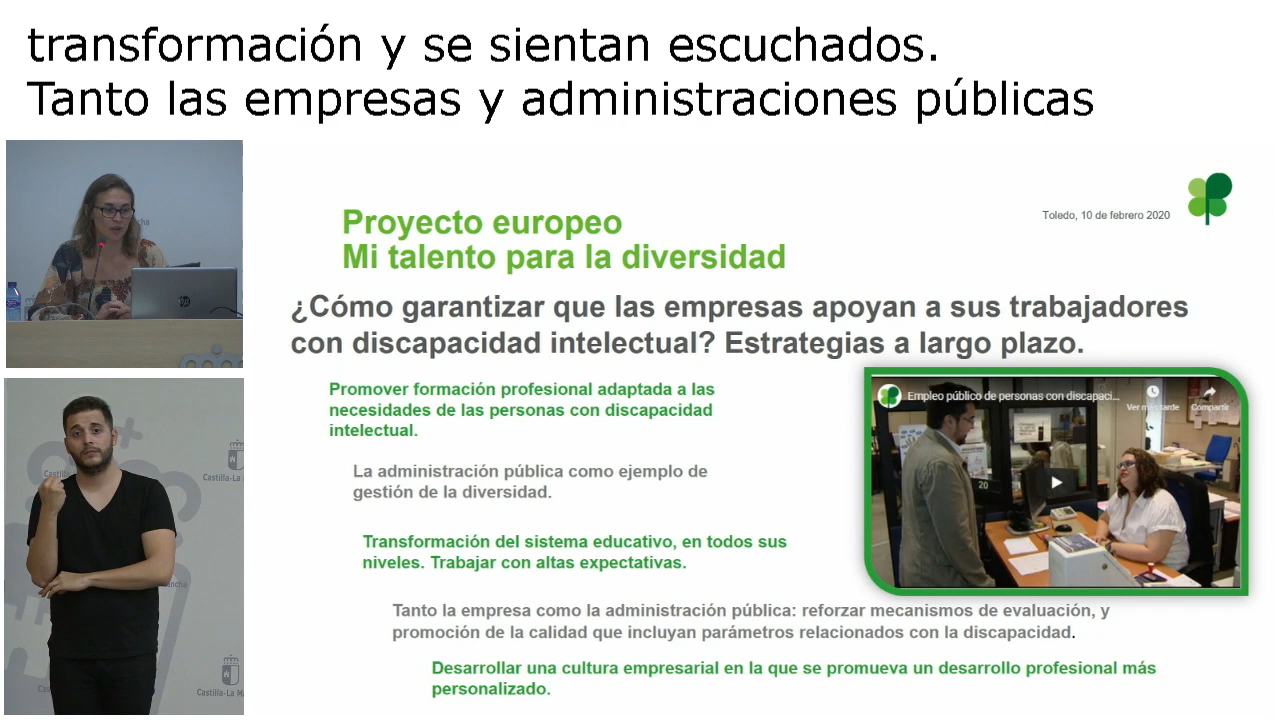 transformación y se sientan escuchados.
Tanto las empresas y administraciones públicas
Proyecto europeo
Mi talento para la diversidad
Toledo, 10 de febrero 2020
¿Cómo garantizar que las empresas apoyan a sus trabajadores
con discapacidad intelectual? Estrategias a largo plazo.
Promover formación profesional adaptada a las
necesidades de las personas con discapacidad
intelectual.
La administración pública como ejemplo de
gestión de la diversidad.
Transformación del sistema educativo, en todos sus
niveles. Trabajar con altas expectativas.
Tanto la empresa como la administración pública: reforzar mecanismos de evaluación, y
promoción de la calidad que incluyan parámetros relacionados con la discapacidad.
Desarrollar una cultura empresarial en la que se promueva un desarrollo profesional más
personalizado.
Empleo público de personas con discapaci...
Ver más tarde
Compartir
20
hp
Castilla-La M
Castilla-La M